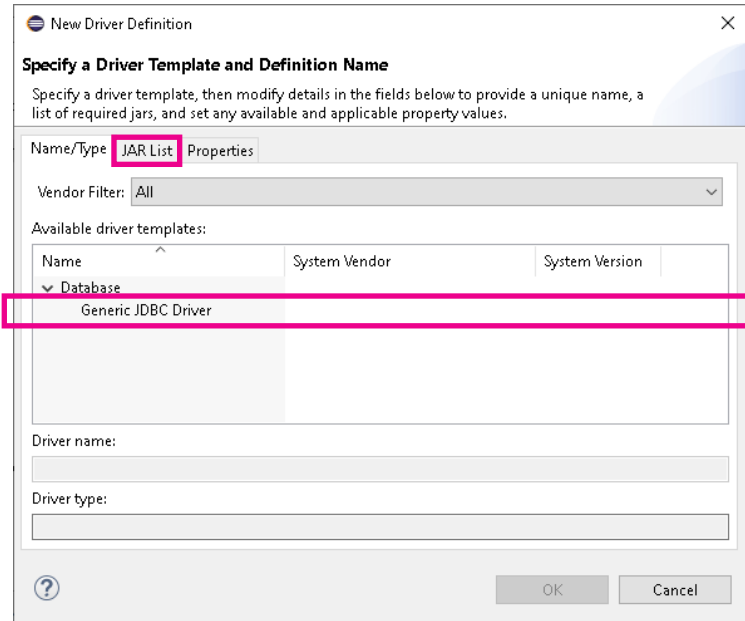 New Driver Definition
Specify a Driver Template and Definition Name
Specify a driver template, then modify details in the fields below to provide a unique name, a
list of required jars, and set any available and applicable property values.
Name/Type JAR List Properties
Vendor Filter: All
Available driver templates:
Name System Vendor System Version
Database
Generic JDBC Driver
Driver name:
Driver type:
? OK Cancel